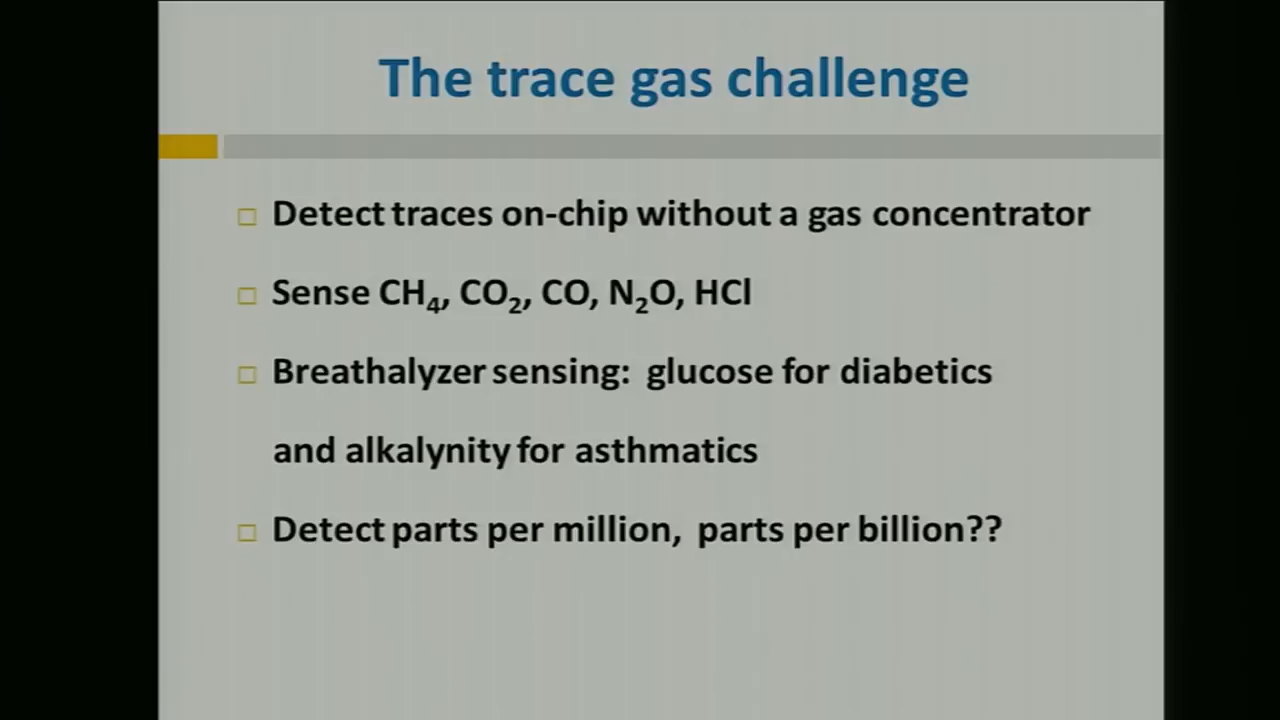 The trace gas challenge
Detect traces on-chip without a gas concentrator
Sense CH₄, CO₂, CO, N₂O, HCl
Breathalyzer sensing: glucose for diabetics
and alkalynity for asthmatics
Detect parts per million, parts per billion??